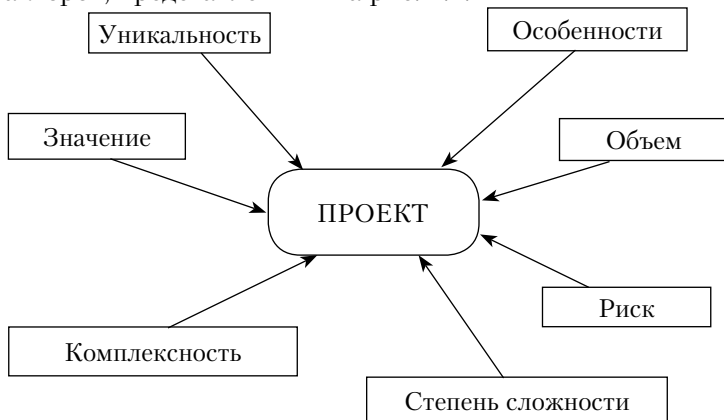 Уникальность
Особенности
Значение
Объем
ПРОЕКТ
Риск
Комплексность
Степень сложности